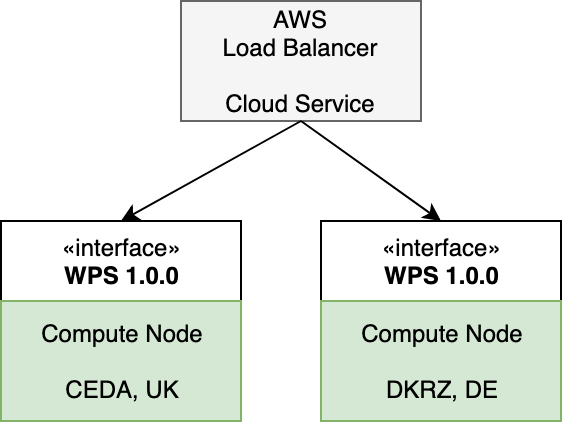 AWS
Load Balancer
Cloud Service
«interface»
WPS 1.0.0
Compute Node
CEDA, UK
«interface»
WPS 1.0.0
Compute Node
DKRZ, DE